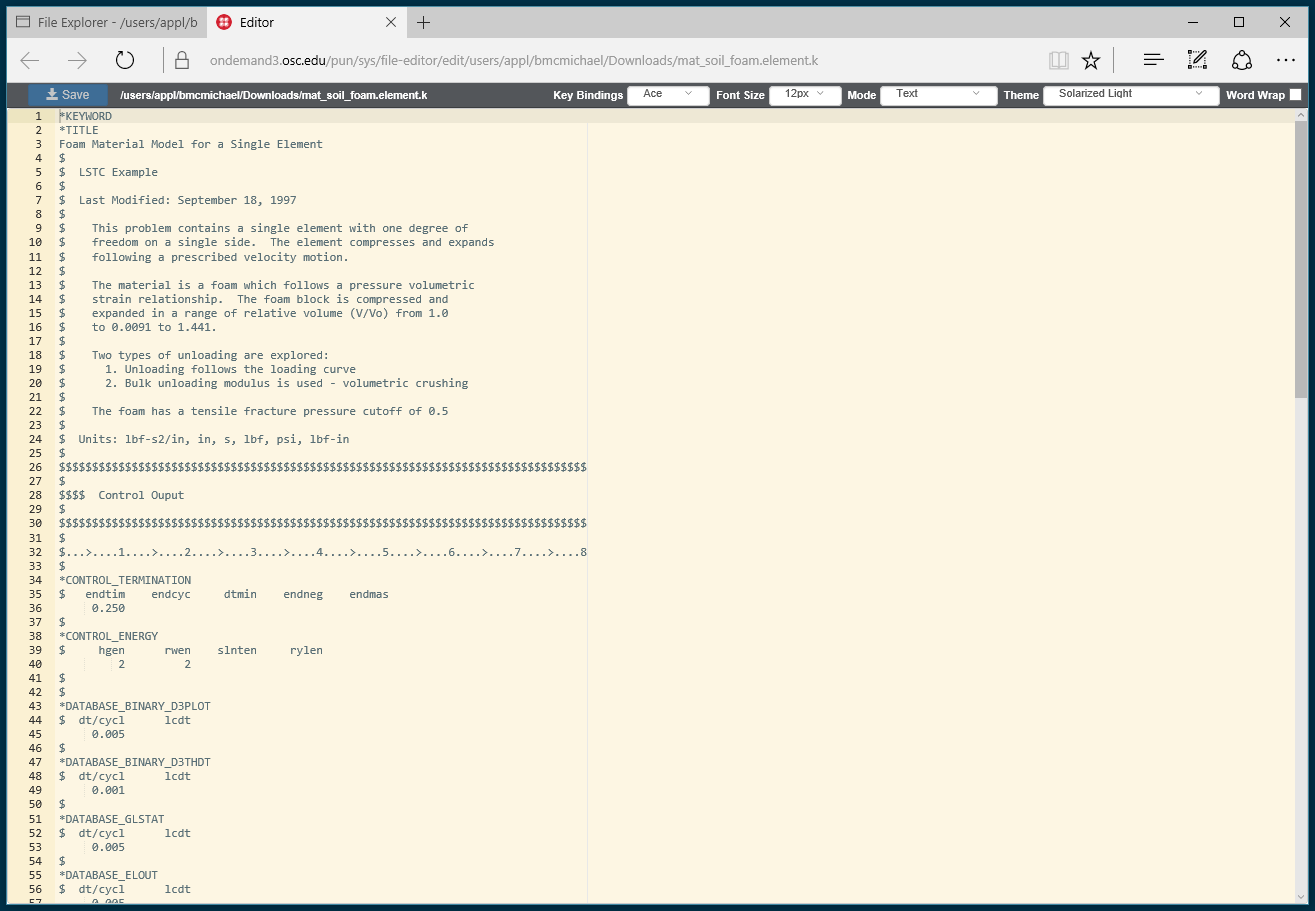 File Explorer - /users/appl/b
Editor
ondemand3.osc.edu/pun/sys/file-editor/edit/users/appl/bmcmichael/Downloads/mat_soil_foam.element.k
Save /users/appl/bmcmichael/Downloads/mat_soil_foam.element.k Key Bindings Ace Font Size 12px Mode Text Theme Solarized Light Word Wrap
1 *KEYWORD
2 *TITLE
3 Foam Material Model for a Single Element
4 $
5 $  LSTC Example
6 $
7 $  Last Modified: September 18, 1997
8 $
9 $    This problem contains a single element with one degree of
10 $    freedom on a single side.  The element compresses and expands
11 $    following a prescribed velocity motion.
12 $
13 $    The material is a foam which follows a pressure volumetric
14 $    strain relationship.  The foam block is compressed and
15 $    expanded in a range of relative volume (V/Vo) from 1.0
16 $    to 0.0091 to 1.441.
17 $
18 $    Two types of unloading are explored:
19 $      1. Unloading follows the loading curve
20 $      2. Bulk unloading modulus is used - volumetric crushing
21 $
22 $    The foam has a tensile fracture pressure cutoff of 0.5
23 $
24 $  Units: lbf-s2/in, in, s, lbf, psi, lbf-in
25 $
26 $$$$$$$$$$$$$$$$$$$$$$$$$$$$$$$$$$$$$$$$$$$$$$$$$$$$$$$$$$$$$$$$$$$$$$$$$$$$$$$$
27 $
28 $$$$  Control Ouput
29 $
30 $$$$$$$$$$$$$$$$$$$$$$$$$$$$$$$$$$$$$$$$$$$$$$$$$$$$$$$$$$$$$$$$$$$$$$$$$$$$$$$$
31 $
32 $...>....1....>....2....>....3....>....4....>....5....>....6....>....7....>....8
33 $
34 *CONTROL_TERMINATION
35 $   endtim    endcyc     dtmin    endneg    endmas
36      0.250
37 $
38 *CONTROL_ENERGY
39 $     hgen      rwen    slnten     rylen
40          2         2
41 $
42 $
43 *DATABASE_BINARY_D3PLOT
44 $  dt/cycl      lcdt
45      0.005
46 $
47 *DATABASE_BINARY_D3THDT
48 $  dt/cycl      lcdt
49      0.001
50 $
51 *DATABASE_GLSTAT
52 $  dt/cycl      lcdt
53      0.005
54 $
55 *DATABASE_ELOUT
56 $  dt/cycl      lcdt
57      0.005